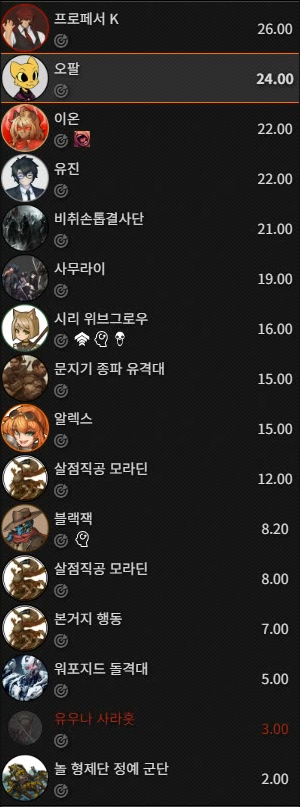 프로페서 K
26.00
오팔
24.00
이온
22.00
유진
22.00
비취손톱결사단
21.00
사무라이
19.00
시리 위브그로우
16.00
문지기 종파 유격대
15.00
알렉스
15.00
살점직공 모라딘
12.00
블랙잭
8.20
살점직공 모라딘
8.00
본거지 행동
7.00
워포지드 돌격대
5.00
유우나 사라홋
3.00
놀 형제단 정예 군단
2.00